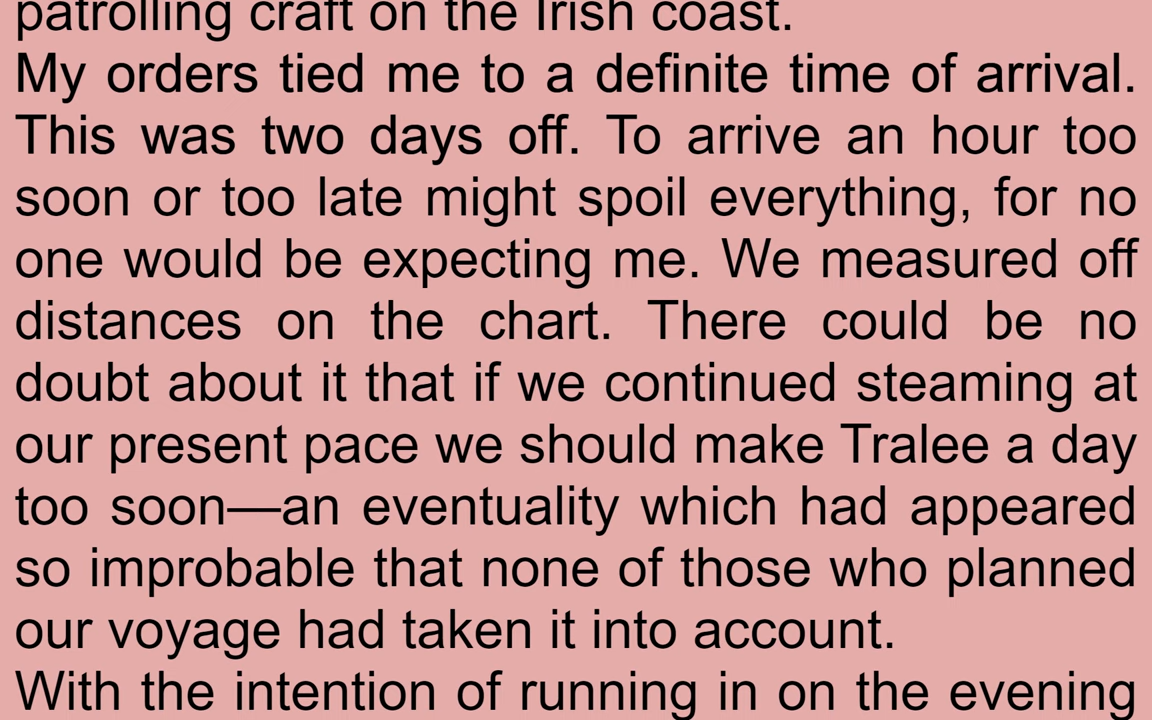 patrolling craft on the Irish coast.
My orders tied me to a definite time of arrival.
This was two days off. To arrive an hour too
soon or too late might spoil everything, for no
one would be expecting me. We measured off
distances on the chart. There could be no
doubt about it that if we continued steaming at
our present pace we should make Tralee a day
too soon—an eventuality which had appeared
so improbable that none of those who planned
our voyage had taken it into account.
With the intention of running in on the evening